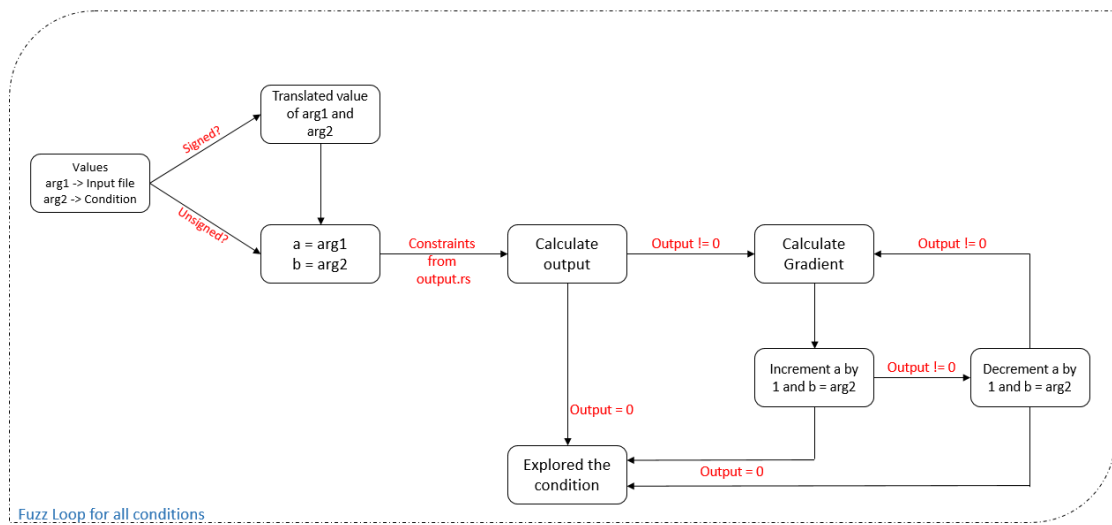 Translated value
of arg1 and
arg2
Signed?
Values
arg1 -> Input file
arg2 -> Condition
Unsigned?
a = arg1
b = arg2
Constraints
from
output.rs
Calculate
output
Output != 0
Calculate
Gradient
Output != 0
Increment a by
1 and b = arg2
Output != 0
Decrement a by
1 and b = arg2
Output = 0
Explored the
condition
Output = 0
Fuzz Loop for all conditions